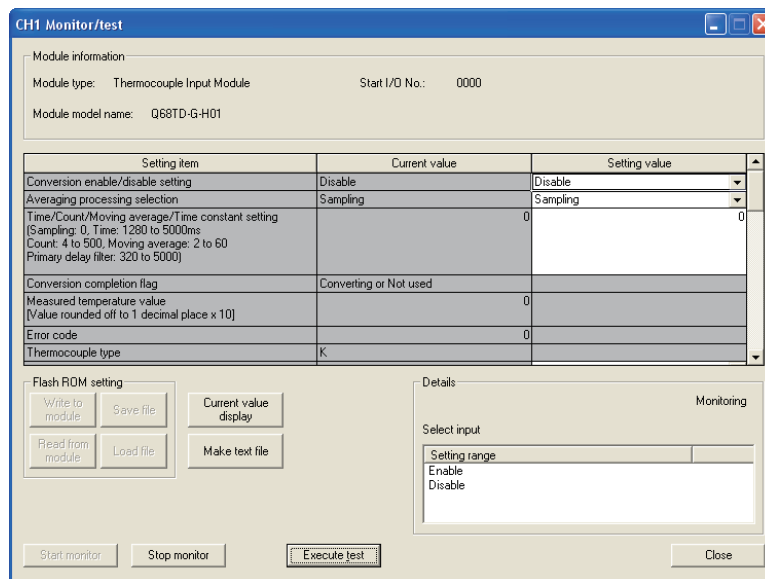 CH1 Monitor/test
Module information
Module type: Thermocouple Input Module Start I/O No.: 0000
Module model name: Q68TD-G-H01
Setting item Current value Setting value
Conversion enable/disable setting Disable Disable
Averaging processing selection Sampling Sampling
Time/Count/Moving average/Time constant setting 0 0
(Sampling: 0, Time: 1280 to 5000ms
Count: 4 to 500, Moving average: 2 to 60
Primary delay filter: 320 to 5000)
Conversion completion flag Converting or Not used
Measured temperature value 0
[Value rounded off to 1 decimal place x 10]
Error code 0
Thermocouple type K
Flash ROM setting
Write to
module
Save file
Current value
display
Read from
module
Load file
Make text file
Details
Monitoring
Select input
Setting range
Enable
Disable
Start monitor Stop monitor Execute test Close